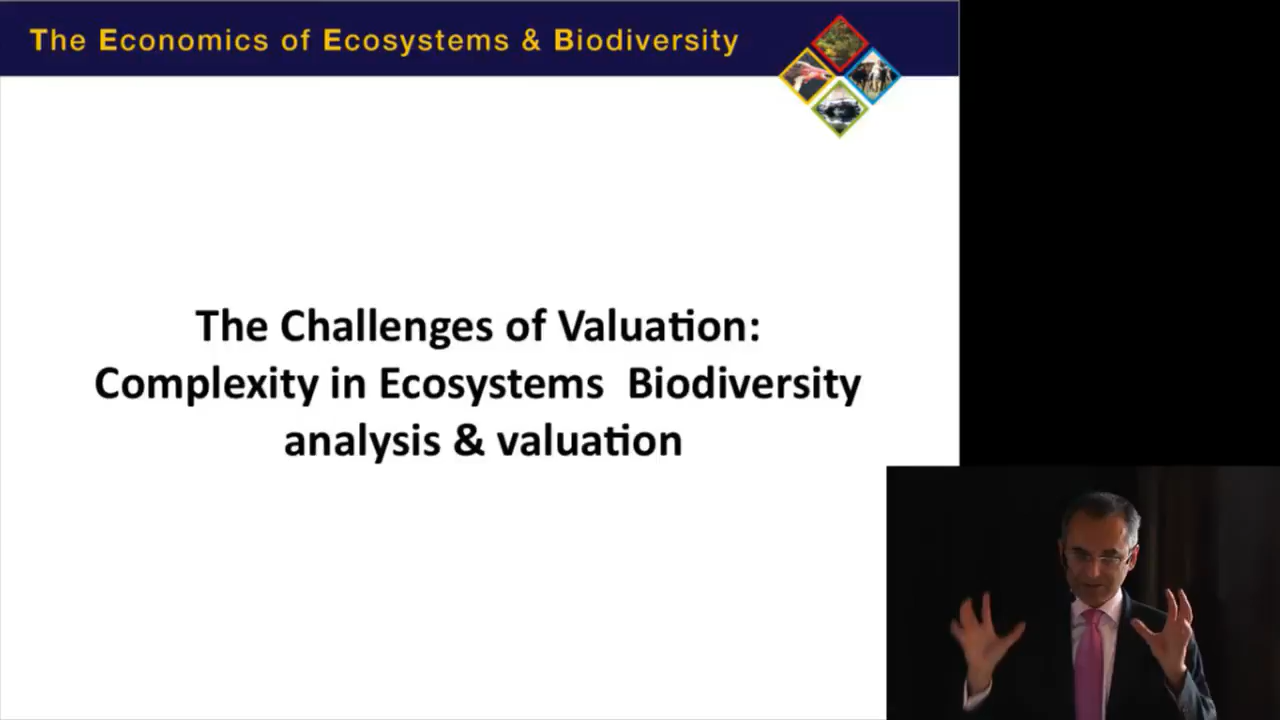 The Economics of Ecosystems & Biodiversity
The Challenges of Valuation:
Complexity in Ecosystems  Biodiversity
analysis & valuation